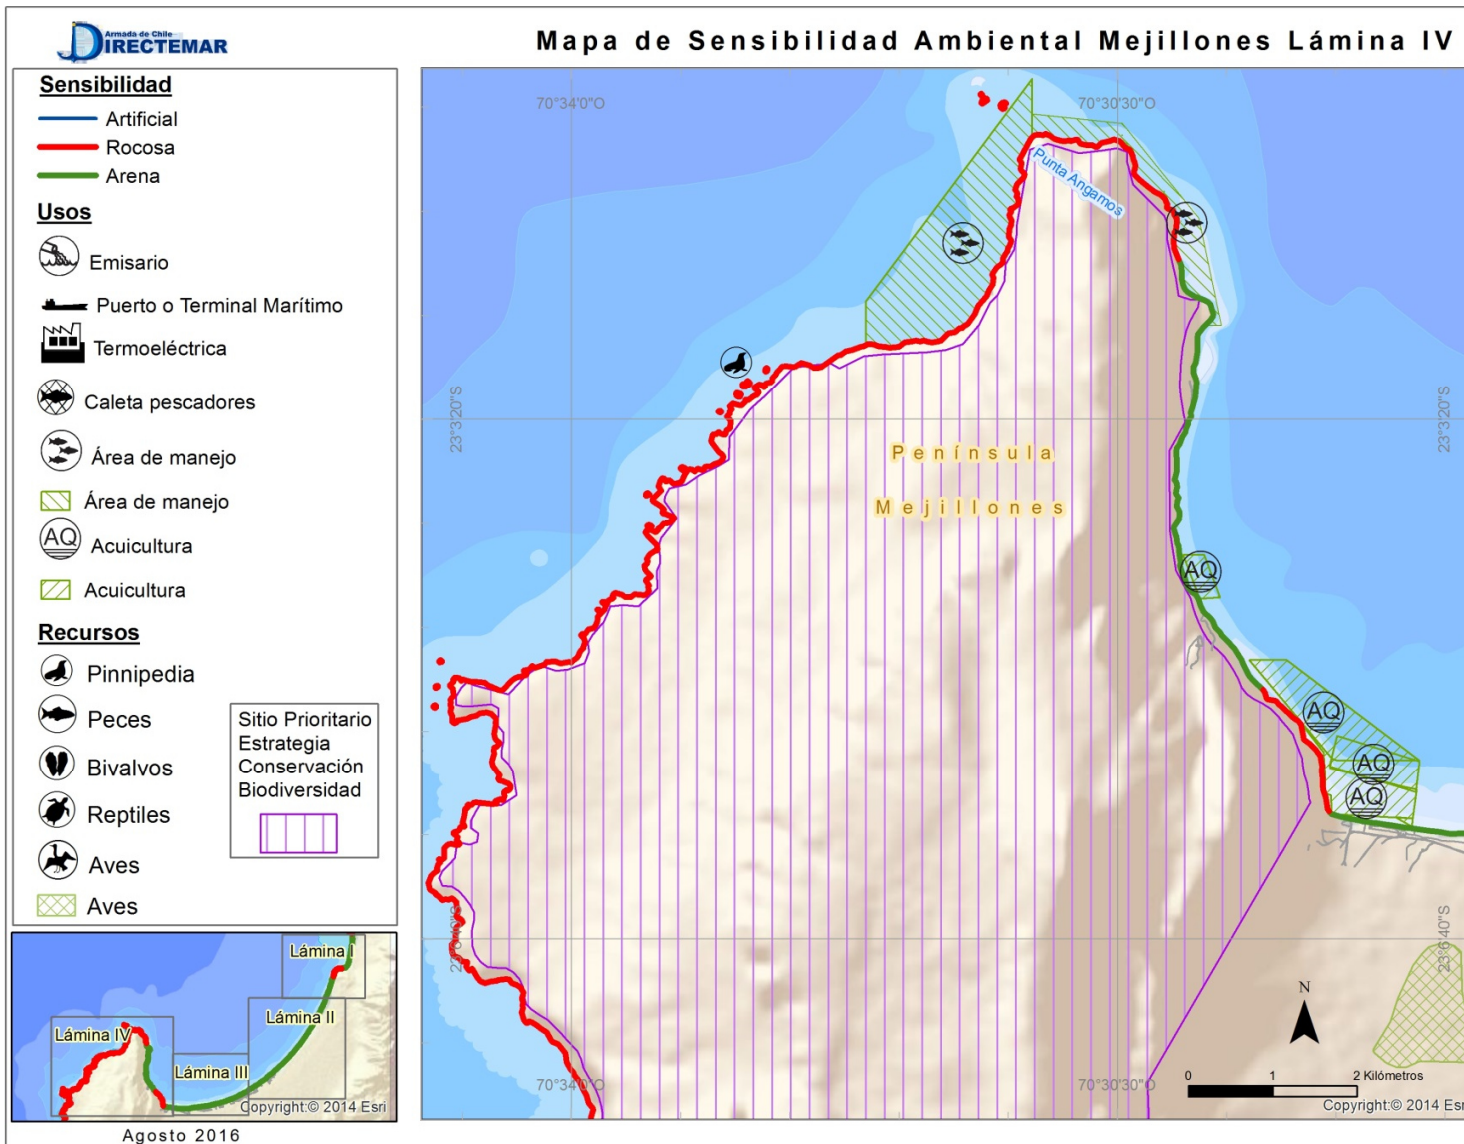 Armada de Chile
DIRECTEMAR
Mapa de Sensibilidad Ambiental Mejillones Lámina IV
Sensibilidad
Artificial
Rocosa
Arena
Usos
Emisario
Puerto o Terminal Marítimo
Termoeléctrica
Caleta pescadores
Área de manejo
Área de manejo
AQ Acuicultura
Acuicultura
Recursos
Pinnipedia
Peces
Bivalvos
Reptiles
Aves
Aves
Sitio Prioritario
Estrategia
Conservación
Biodiversidad
Lámina I
Lámina II
Lámina III
Lámina IV
Copyright:© 2014 Esri
Agosto 2016
70°34'0"O
70°30'30"O
Punta Angamos
23°3'20"S
23°3'20"S
Península
Mejillones
AQ
AQ
AQ
AQ
23°6'40"S
23°6'40"S
N
0 1 2 Kilómetros
70°34'0"O
70°30'30"O
Copyright:© 2014 Esri